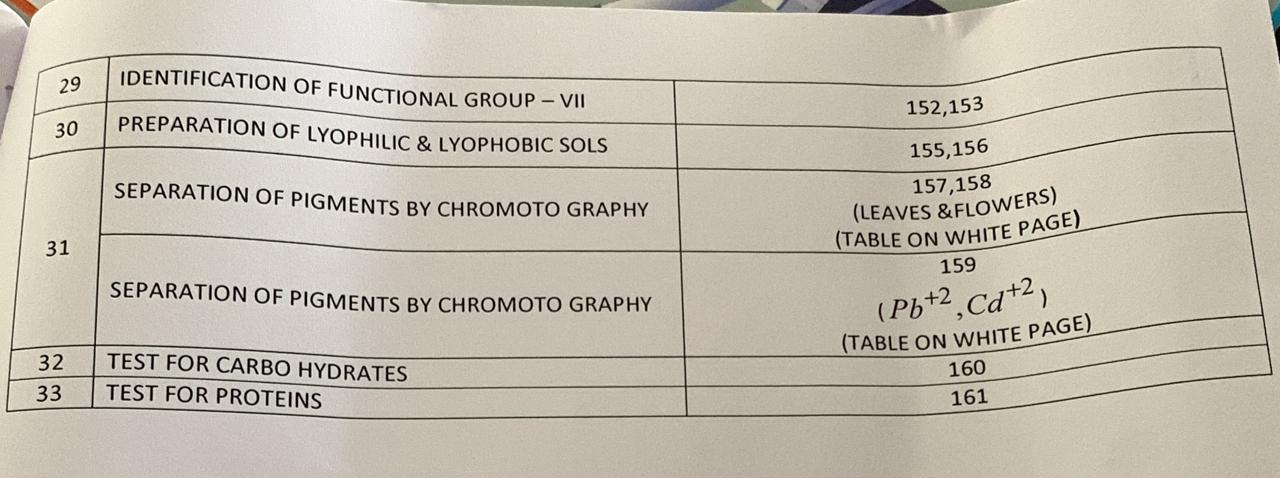 29 IDENTIFICATION OF FUNCTIONAL GROUP – VII 152,153
30 PREPARATION OF LYOPHILIC & LYOPHOBIC SOLS 155,156
31 SEPARATION OF PIGMENTS BY CHROMOTO GRAPHY 157,158
(LEAVES &FLOWERS)
(TABLE ON WHITE PAGE)
SEPARATION OF PIGMENTS BY CHROMOTO GRAPHY 159
(Pb⁺²,Cd⁺²)
(TABLE ON WHITE PAGE)
32 TEST FOR CARBO HYDRATES 160
33 TEST FOR PROTEINS 161